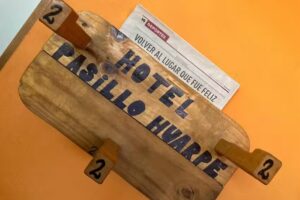 VOLVER AL LUGAR QUE FUE FELIZ
HOTEL
PASILLO HUARPE
2
2
2